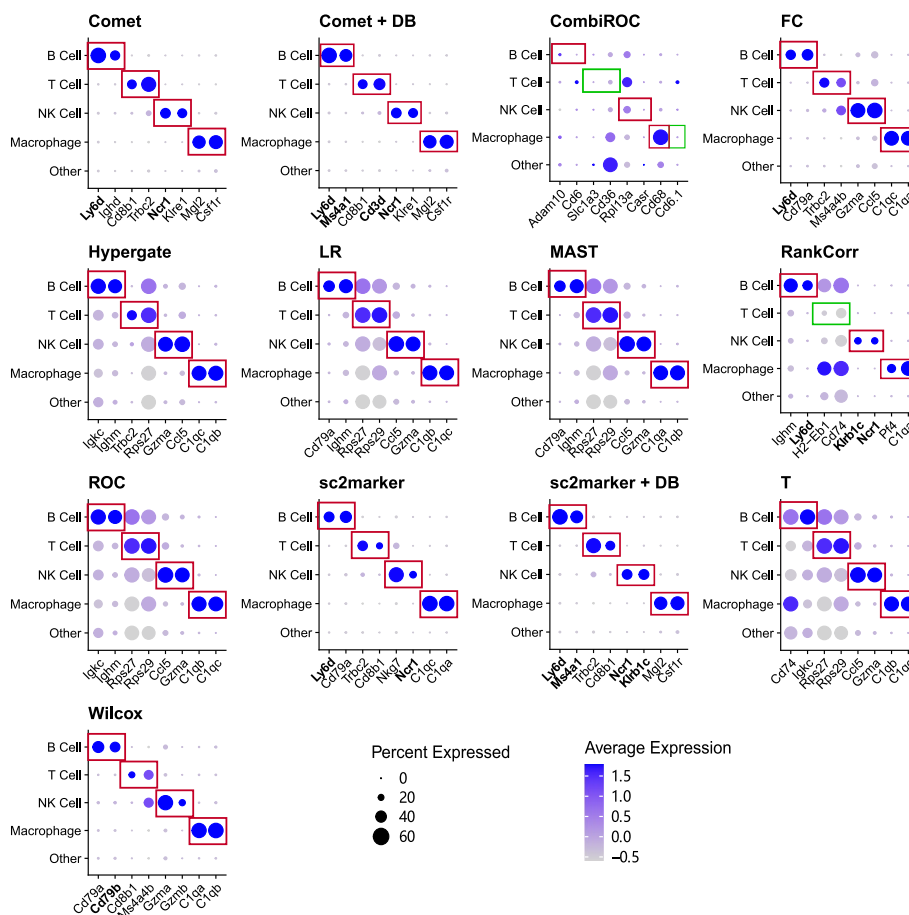 Comet
B Cell
T Cell
NK Cell
Macrophage
Other
Ly6d
Ighd
Cd8b1
Trbc2
Ncr1
Klre1
Mgl2
Csf1r
Comet + DB
B Cell
T Cell
NK Cell
Macrophage
Other
Ly6d
Ms4a1
Cd8b1
Cd3d
Ncr1
Klre1
Mgl2
Csf1r
CombiROC
B Cell
T Cell
NK Cell
Macrophage
Other
Adam10
Cd6
Slc1a3
Cd36
Rpl13a
Casr
Cd68
Cd6.1
FC
B Cell
T Cell
NK Cell
Macrophage
Other
Ly6d
Cd79a
Trbc2
Ms4a4b
Gzma
Ccl5
C1qc
C1qa
Hypergate
B Cell
T Cell
NK Cell
Macrophage
Other
Igkc
Ighm
Trbc2
Rps27
Gzma
Ccl5
C1qc
C1qb
LR
B Cell
T Cell
NK Cell
Macrophage
Other
Cd79a
Ighm
Rps27
Rps29
Ccl5
Gzma
C1qb
C1qc
MAST
B Cell
T Cell
NK Cell
Macrophage
Other
Cd79a
Ighm
Rps27
Rps29
Ccl5
Gzma
C1qa
C1qb
RankCorr
B Cell
T Cell
NK Cell
Macrophage
Other
Ighm
Ly6d
H2−Eb1
Cd74
Klrb1c
Ncr1
Pf4
ROC
B Cell
T Cell
NK Cell
Macrophage
Other
Igkc
Ighm
Rps27
Rps29
Ccl5
Gzma
C1qb
C1qc
sc2marker
B Cell
T Cell
NK Cell
Macrophage
Other
Ly6d
Cd79a
Trbc2
Cd8b1
Nkg7
Ncr1
C1qc
C1qa
sc2marker + DB
B Cell
T Cell
NK Cell
Macrophage
Other
Ly6d
Ms4a1
Trbc2
Cd8b1
Ncr1
Klrb1c
Mgl2
Csf1r
T
B Cell
T Cell
NK Cell
Macrophage
Other
Cd74
Igkc
Rps27
Rps29
Ccl5
Gzma
C1qb
Wilcox
B Cell
T Cell
NK Cell
Macrophage
Other
Cd79a
Cd79b
Cd8b1
Ms4a4b
Gzma
Gzmb
C1qa
C1qb
Percent Expressed
0
20
40
60
Average Expression
1.5
1.0
0.5
0.0
−0.5